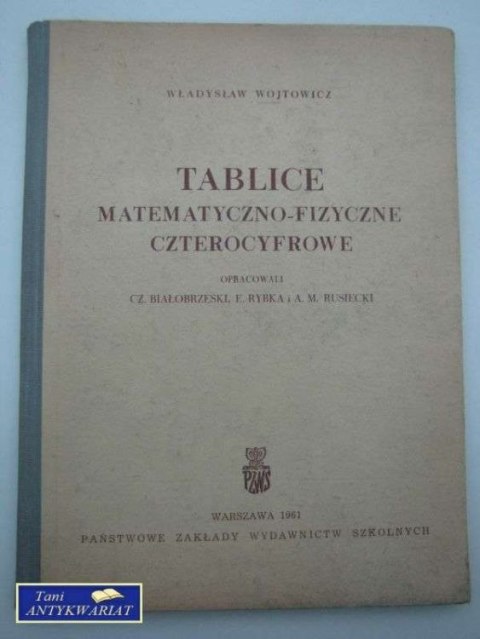 WŁADYSŁAW WOJTOWICZ
TABLICE
MATEMATYCZNO-FIZYCZNE
CZTEROCYFROWE
OPRACOWALI
CZ. BIAŁOBRZESKI, E. RYBKA i A. M. RUSIECKI
PZWS
WARSZAWA 1961
PAŃSTWOWE ZAKŁADY WYDAWNICTW SZKOLNYCH
Tani
ANTYKWARIAT